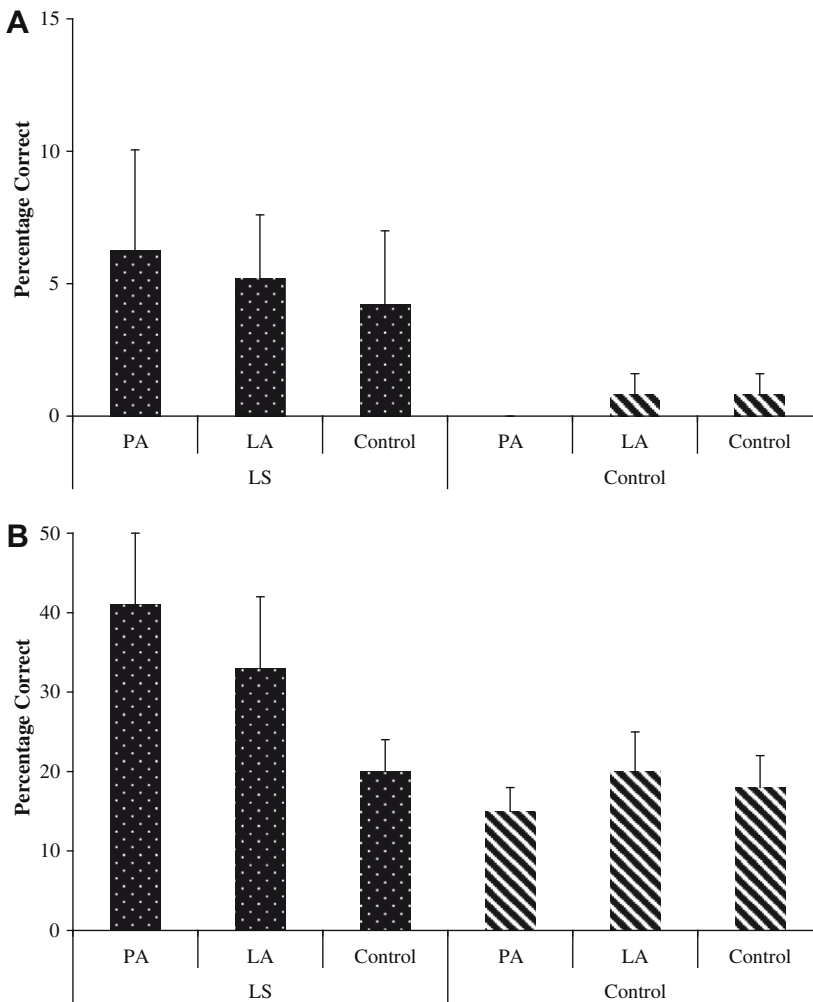 A
15
10
5
0
Percentage Correct
PA LA Control PA LA Control
LS Control
B
50
40
30
20
10
0
Percentage Correct
PA LA Control PA LA Control
LS Control